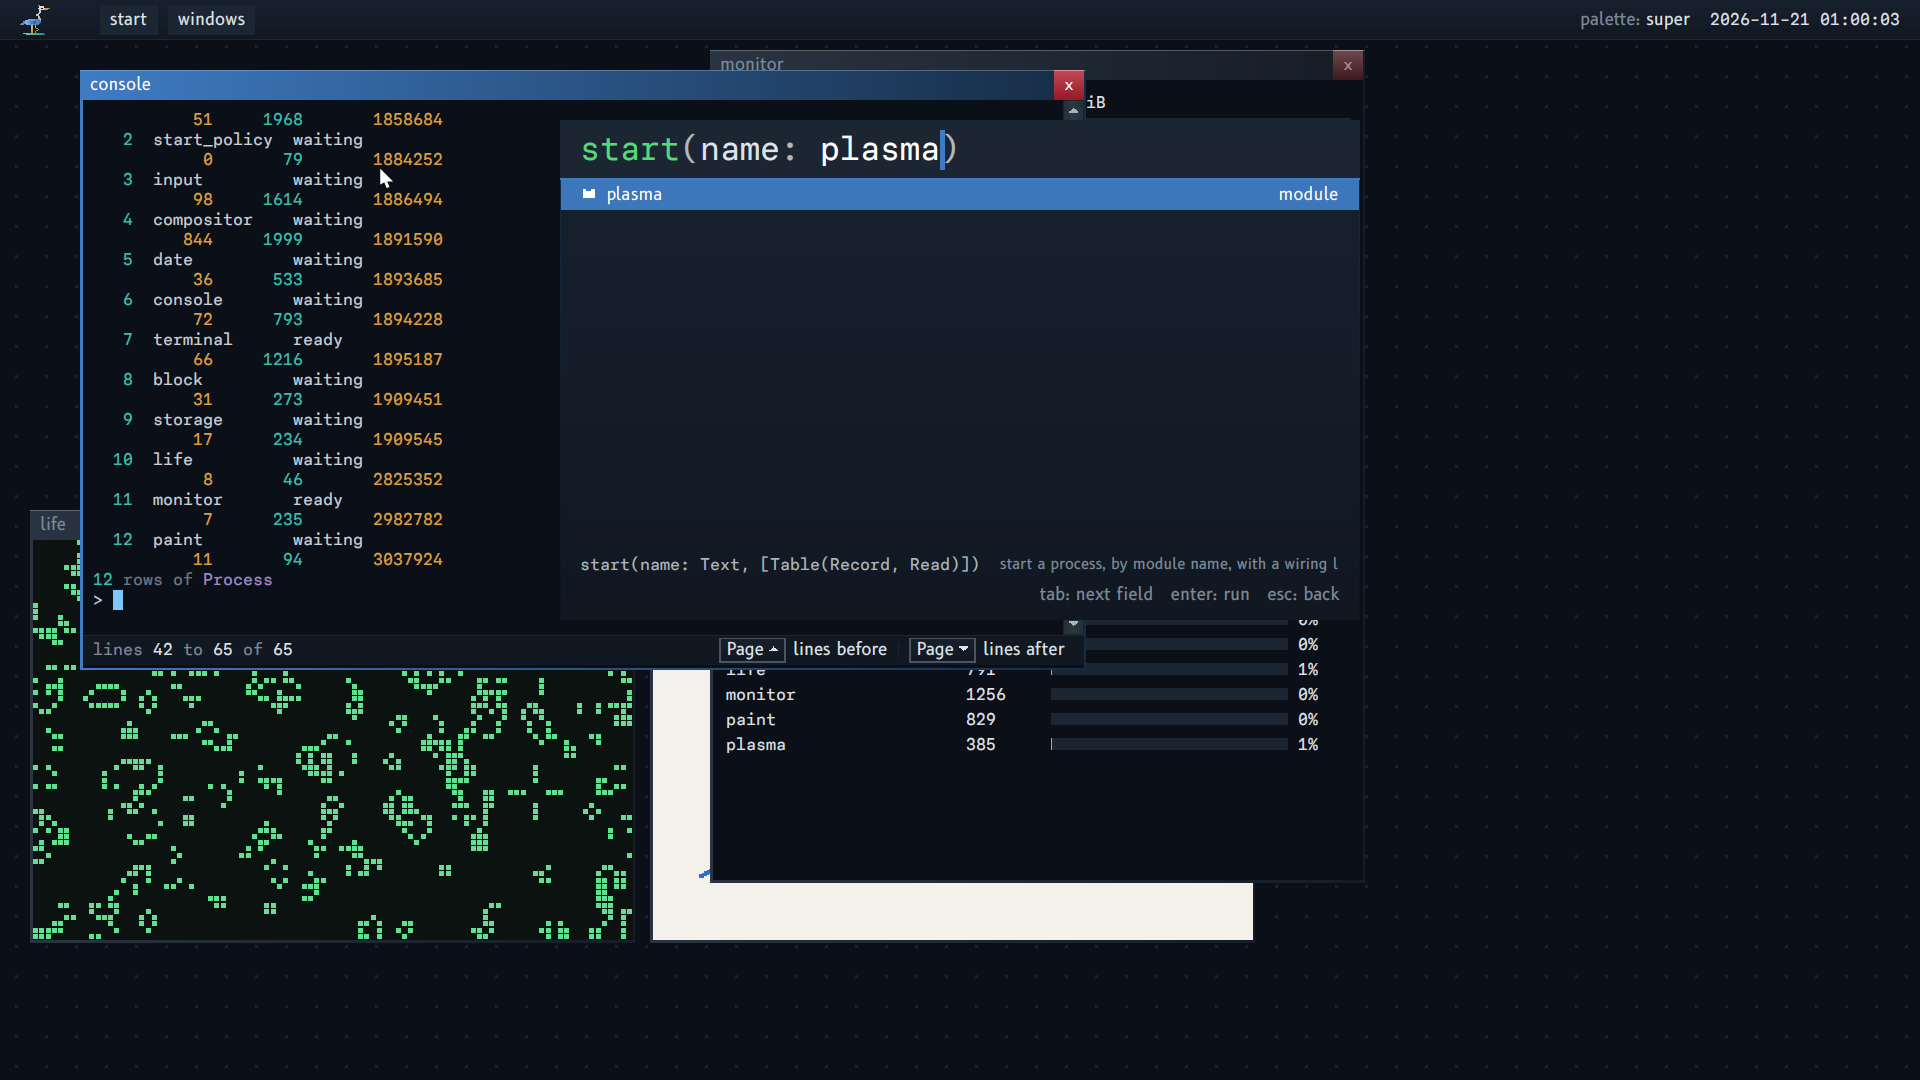 start windows palette: super 2026-11-21 01:00:03
monitor x
console x
iB
51 1968 1858684
2 start_policy waiting
0 79 1884252
3 input waiting
98 1614 1886494
4 compositor waiting
844 1999 1891590
5 date waiting
36 533 1893685
6 console waiting
72 793 1894228
7 terminal ready
66 1216 1895187
8 block waiting
31 273 1909451
9 storage waiting
17 234 1909545
10 life waiting
8 46 2825352
11 monitor ready
7 235 2982782
12 paint waiting
11 94 3037924
12 rows of Process
>
lines 42 to 65 of 65 Page lines before Page lines after
start(name: plasma)
plasma module
start(name: Text, [Table(Record, Read)]) start a process, by module name, with a wiring l
tab: next field enter: run esc: back
life
0%
0%
life 791 1%
monitor 1256 0%
paint 829 0%
plasma 385 1%